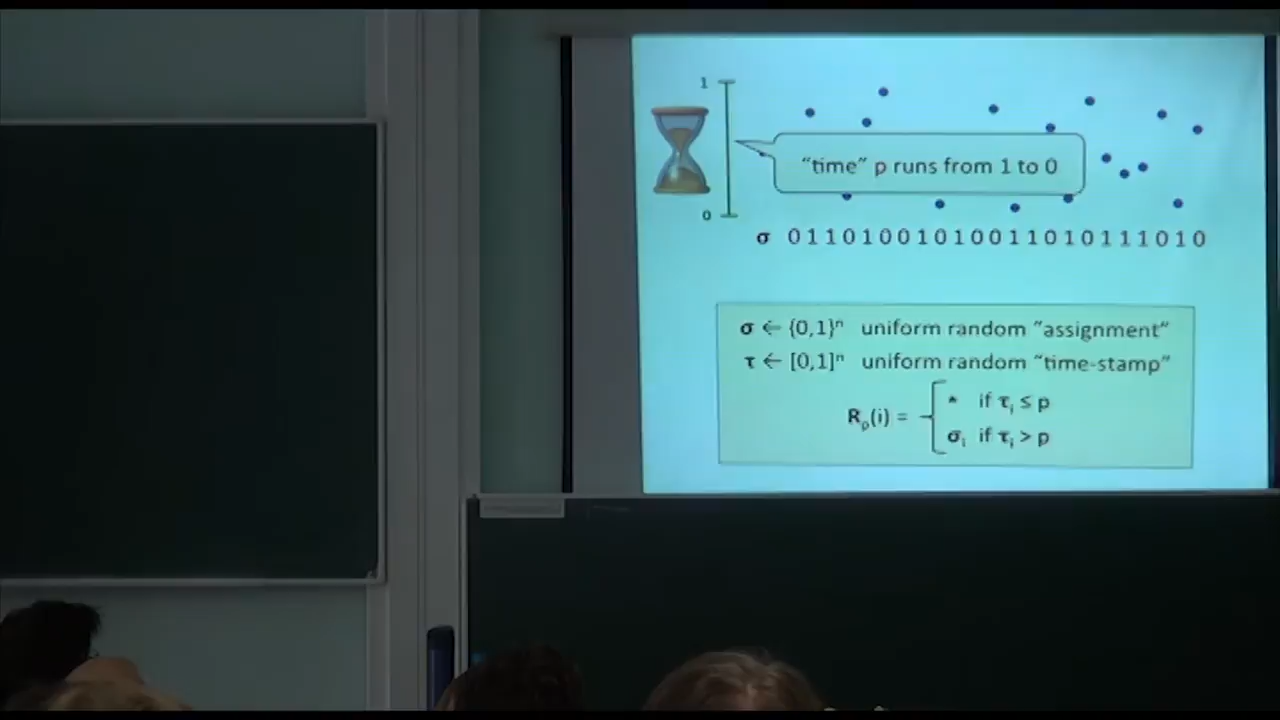 1
"time" p runs from 1 to 0
0
σ 0 1 1 0 1 0 0 1 0 1 0 0 1 1 0 1 0 1 1 1 0 1 0
σ ← {0,1}ⁿ uniform random "assignment"
τ ← [0,1]ⁿ uniform random "time-stamp"
* if τᵢ ≤ p
Rₚ(i) =
σᵢ if τᵢ > p